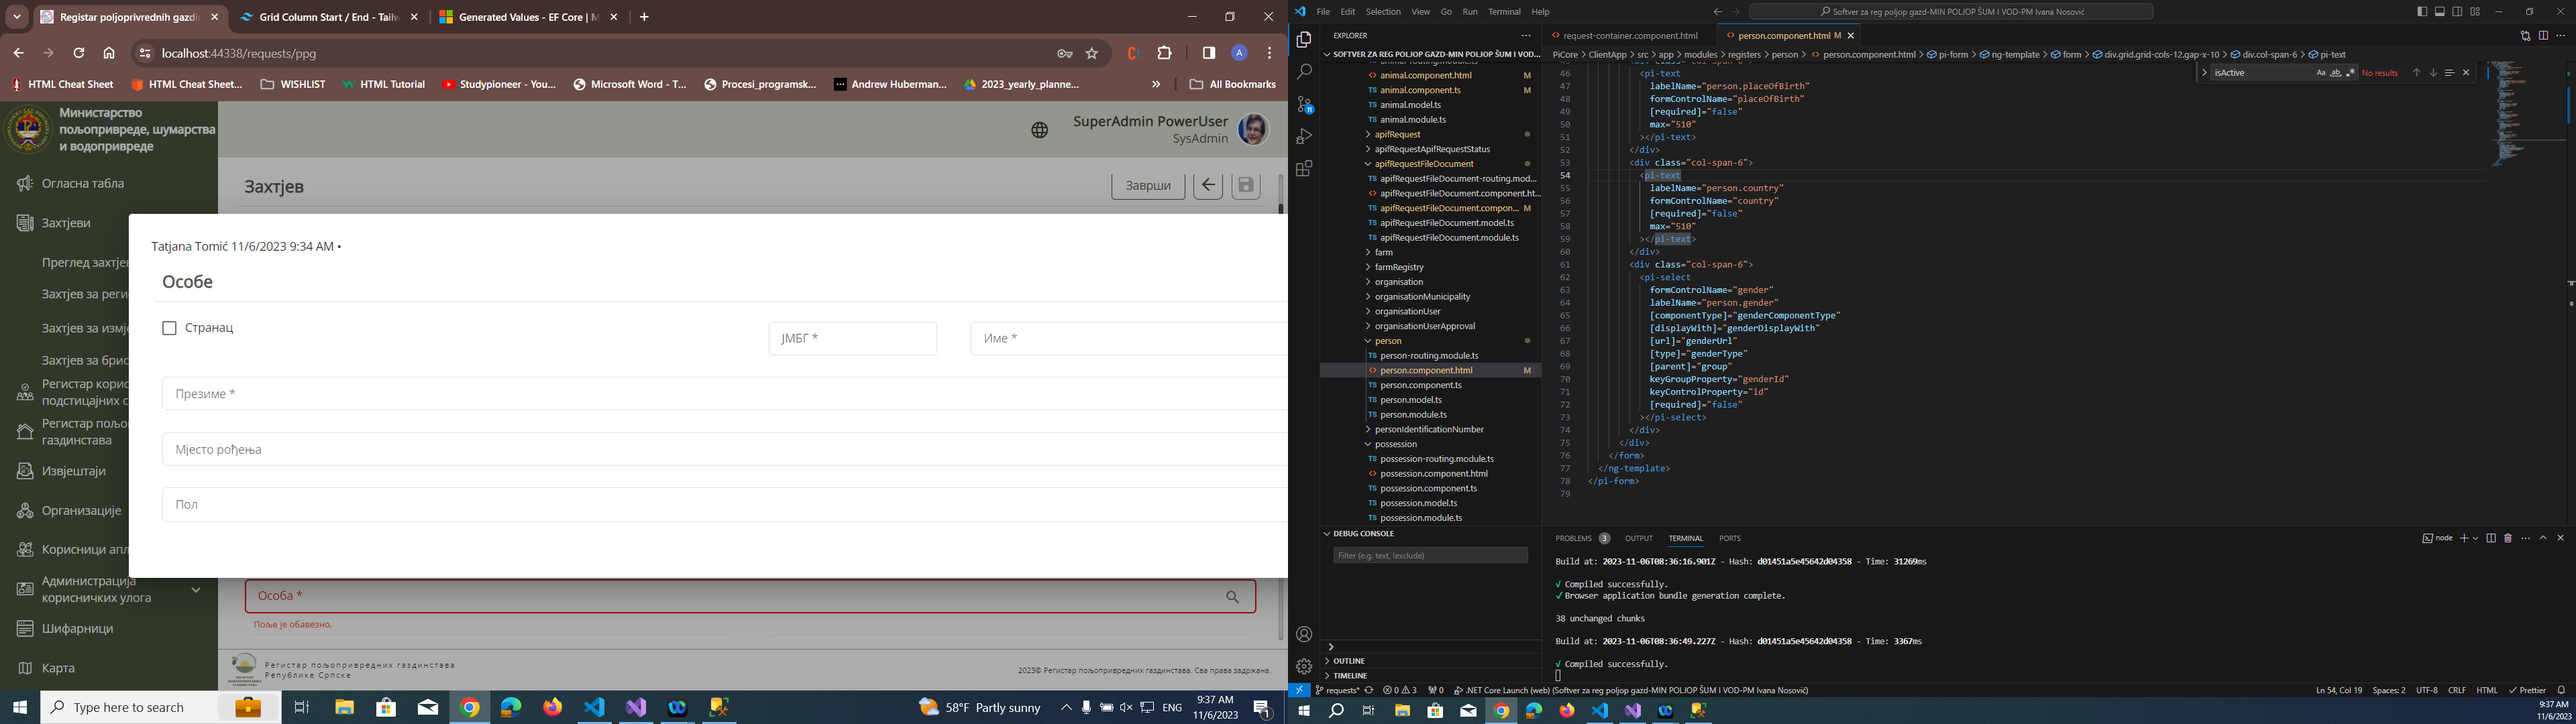 Registar poljoprivrednih gazdin
Grid Column Start / End - Tailw
Generated Values - EF Core | M
localhost:44338/requests/ppg
HTML Cheat Sheet
HTML Cheat Sheet...
WISHLIST
HTML Tutorial
Studypioneer - You...
Microsoft Word - T...
Procesi_programsk...
Andrew Huberman...
2023_yearly_planne...
All Bookmarks
Министарство
пољопривреде, шумарства
и водопривреде
SuperAdmin PowerUser
SysAdmin
Огласна табла
Захтјеви
Преглед захтјев
Захтјев за реги
Захтјев за измје
Захтјев за брис
Регистар корис
подстицајних с
Регистар пољо
газдинстава
Извјештаји
Организације
Корисници апл
Администрација
корисничких улога
Шифарници
Карта
Захтјев
Заврши
Tatjana Tomić 11/6/2023 9:34 AM •
Особе
Странац
ЈМБГ *
Име *
Презиме *
Мјесто рођења
Пол
Особа *
Поље је обавезно.
Регистар пољопривредних газдинстава
Републике Српске
2023© Регистар пољопривредних газдинстава. Сва права задржана.
Type here to search
58°F Partly sunny
ENG
9:37 AM
11/6/2023
1
File Edit Selection View Go Run Terminal Help
Softver za reg poljop gazd-MIN POLJOP ŠUM I VOD-PM Ivana Nosović
EXPLORER
SOFTVER ZA REG POLJOP GAZD-MIN POLJOP ŠUM I VOD...
animal.component.html M
animal.component.ts M
animal.model.ts
animal.module.ts
apifRequest
apifRequestApifRequestStatus
apifRequestFileDocument
apifRequestFileDocument-routing.mod...
apifRequestFileDocument.component.ht...
apifRequestFileDocument.compon... M
apifRequestFileDocument.model.ts
apifRequestFileDocument.module.ts
farm
farmRegistry
organisation
organisationMunicipality
organisationUser
organisationUserApproval
person
person-routing.module.ts
person.component.html M
person.component.ts
person.model.ts
person.module.ts
personIdentificationNumber
possession
possession-routing.module.ts
possession.component.html
possession.component.ts
possession.model.ts
possession.module.ts
DEBUG CONSOLE
Filter (e.g. text, !exclude)
OUTLINE
TIMELINE
request-container.component.html
person.component.html M
PiCore > ClientApp > src > app > modules > registers > person > person.component.html > pi-form > ng-template > form > div.grid.grid-cols-12.gap-x-10 > div.col-span-6 > pi-text
isActive
No results
46 <pi-text
47 labelName="person.placeOfBirth"
48 formControlName="placeOfBirth"
49 [required]="false"
50 max="510"
51 ></pi-text>
52 </div>
53 <div class="col-span-6">
54 <pi-text
55 labelName="person.country"
56 formControlName="country"
57 [required]="false"
58 max="510"
59 ></pi-text>
60 </div>
61 <div class="col-span-6">
62 <pi-select
63 formControlName="gender"
64 labelName="person.gender"
65 [componentType]="genderComponentType"
66 [displayWith]="genderDisplayWith"
67 [url]="genderUrl"
68 [type]="genderType"
69 [parent]="group"
70 keyGroupProperty="genderId"
71 keyControlProperty="id"
72 [required]="false"
73 ></pi-select>
74 </div>
75 </div>
76 </form>
77 </ng-template>
78 </pi-form>
79
PROBLEMS 3 OUTPUT TERMINAL PORTS
node
Build at: 2023-11-06T08:36:16.901Z - Hash: d01451a5e45642d04358 - Time: 31269ms
√ Compiled successfully.
√ Browser application bundle generation complete.
38 unchanged chunks
Build at: 2023-11-06T08:36:49.227Z - Hash: d01451a5e45642d04358 - Time: 3367ms
√ Compiled successfully.
requests* 0 3 0 .NET Core Launch (web) (Softver za reg poljop gazd-MIN POLJOP ŠUM I VOD-PM Ivana Nosović)
Ln 54, Col 19 Spaces: 2 UTF-8 CRLF HTML Prettier
9:37 AM
11/6/2023